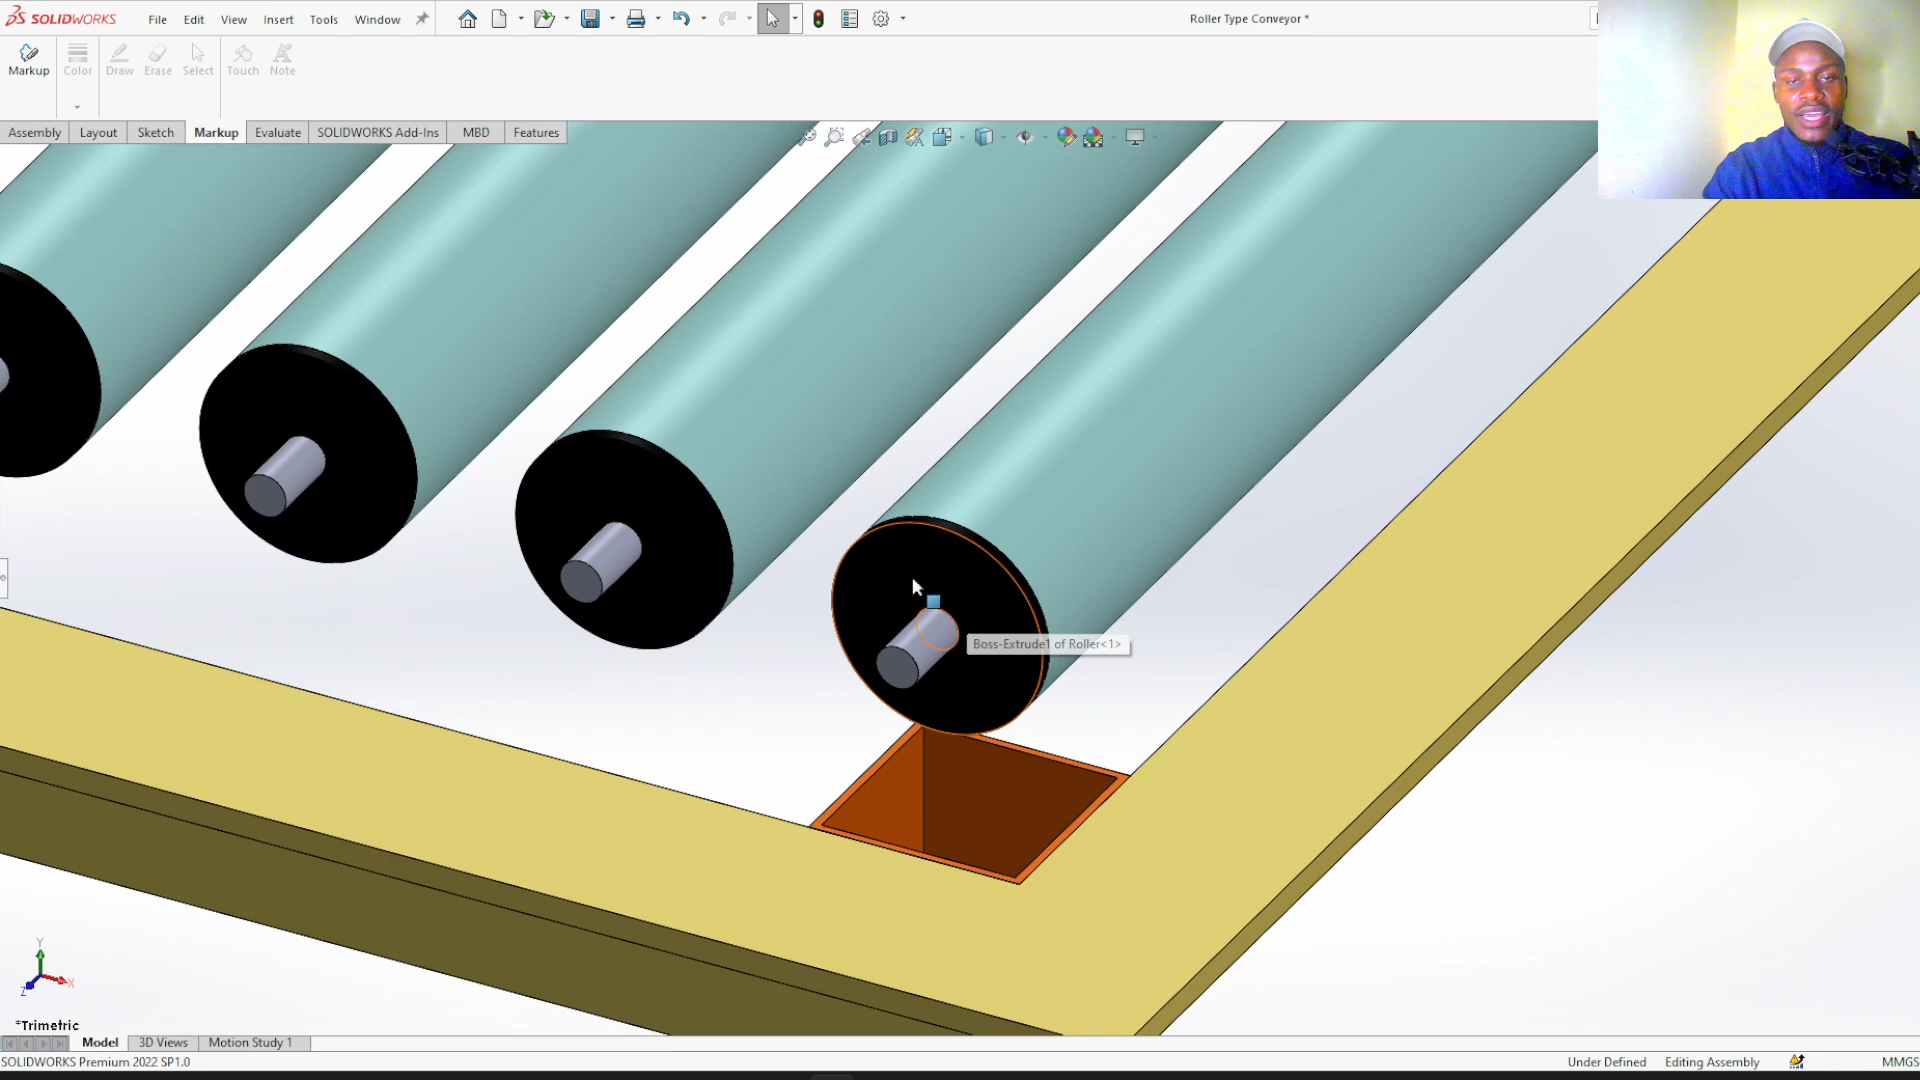 SOLIDWORKS File Edit View Insert Tools Window Roller Type Conveyor *
Markup Color Draw Erase Select Touch Note
Assembly Layout Sketch Markup Evaluate SOLIDWORKS Add-Ins MBD Features
Boss-Extrude1 of Roller<1>
Y
X
Z
*Trimetric
Model 3D Views Motion Study 1
SOLIDWORKS Premium 2022 SP1.0 Under Defined Editing Assembly MMGS